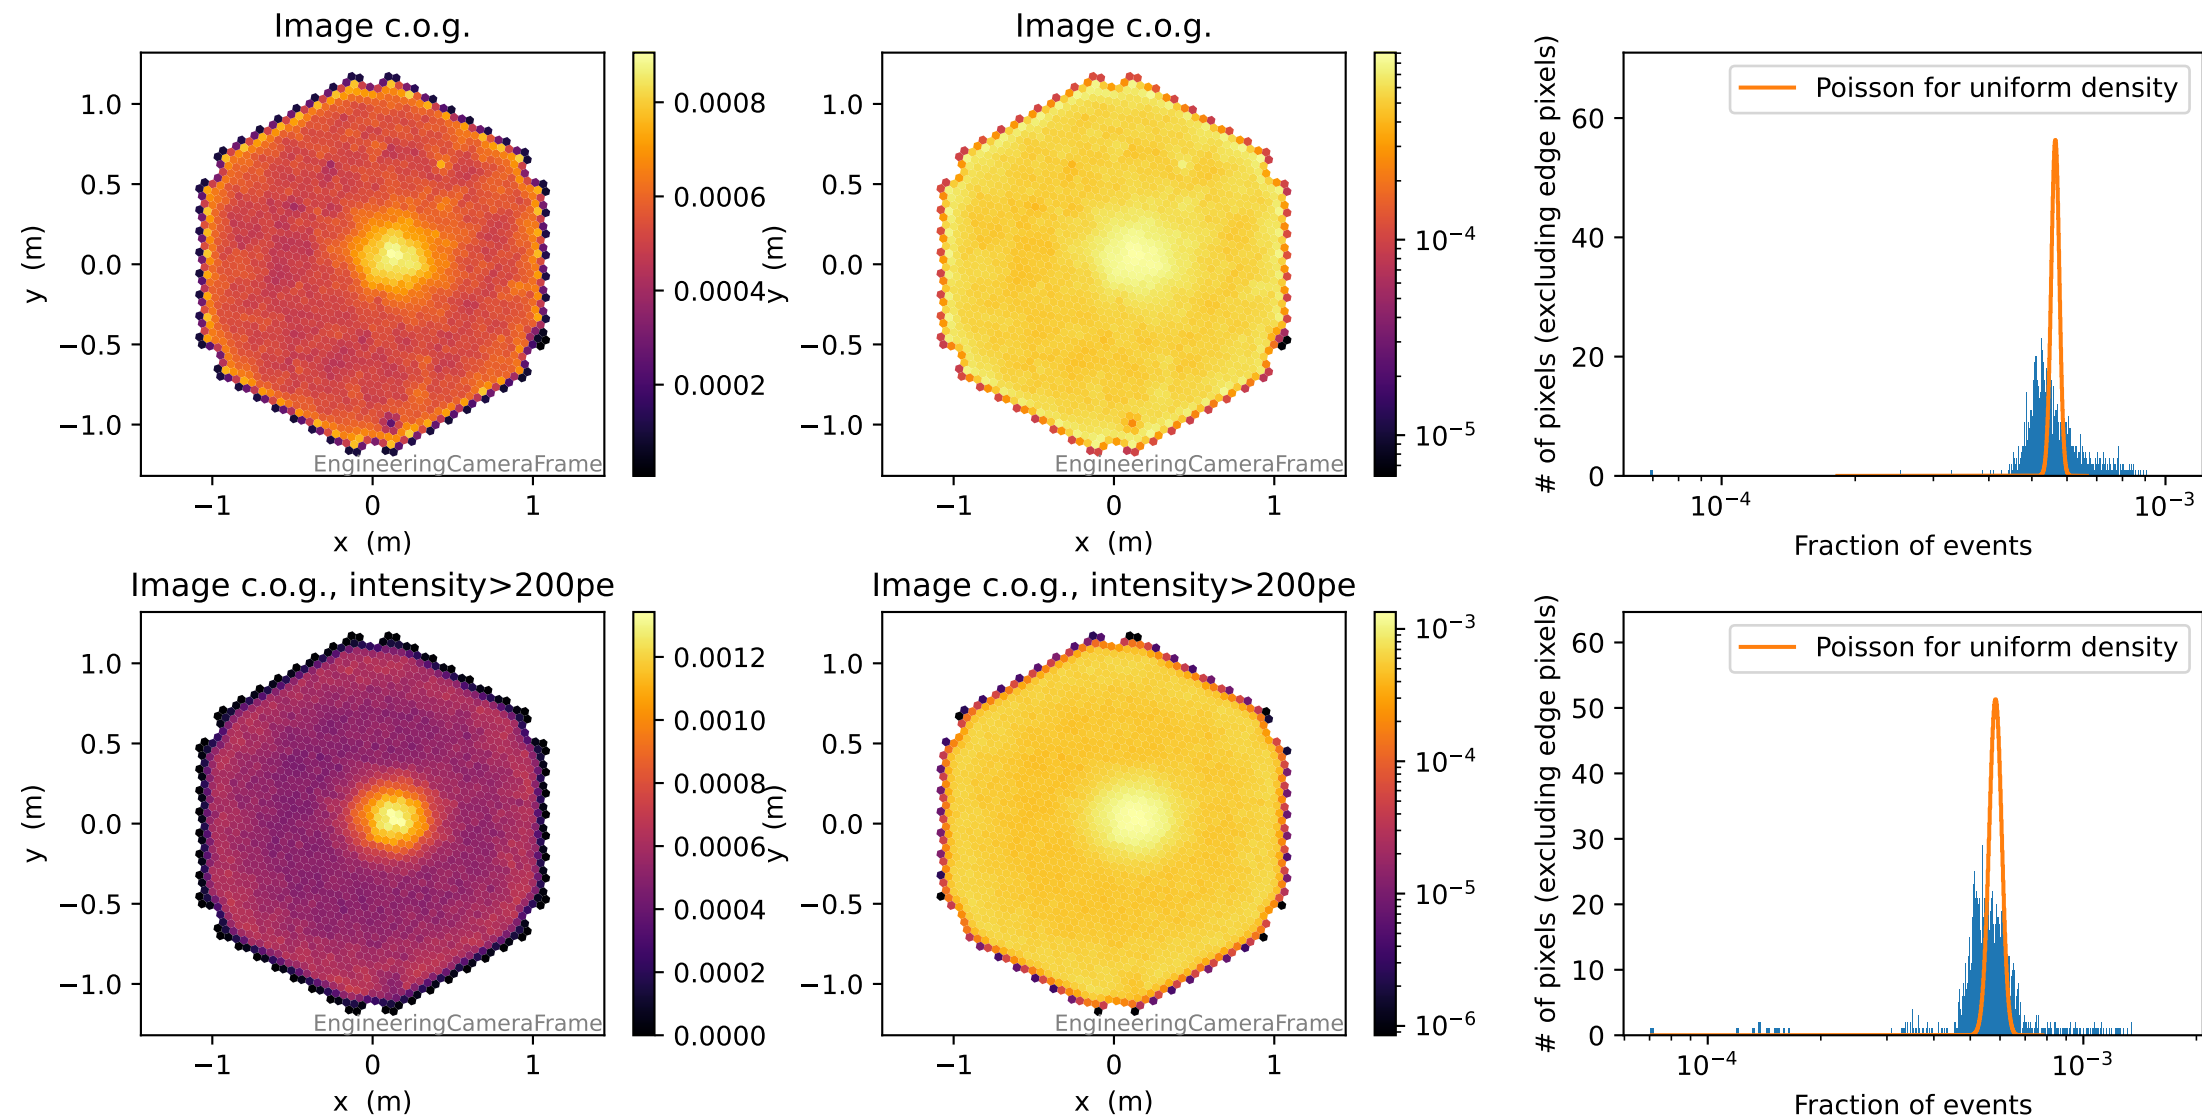 Image c.o.g.
1.0
0.5
0.0
−0.5
−1.0
y (m)
EngineeringCameraFrame
−1 0 1
x (m)
0.0008
0.0006
0.0004
0.0002
Image c.o.g.
1.0
0.5
0.0
−0.5
−1.0
y (m)
EngineeringCameraFrame
−1 0 1
x (m)
10−4
10−5
# of pixels (excluding edge pixels)
60
40
20
0
Poisson for uniform density
10−4 10−3
Fraction of events
Image c.o.g., intensity>200pe
1.0
0.5
0.0
−0.5
−1.0
y (m)
EngineeringCameraFrame
−1 0 1
x (m)
0.0012
0.0010
0.0008
0.0006
0.0004
0.0002
0.0000
Image c.o.g., intensity>200pe
1.0
0.5
0.0
−0.5
−1.0
y (m)
EngineeringCameraFrame
−1 0 1
x (m)
10−3
10−4
10−5
10−6
# of pixels (excluding edge pixels)
60
50
40
30
20
10
0
Poisson for uniform density
10−4 10−3
Fraction of events